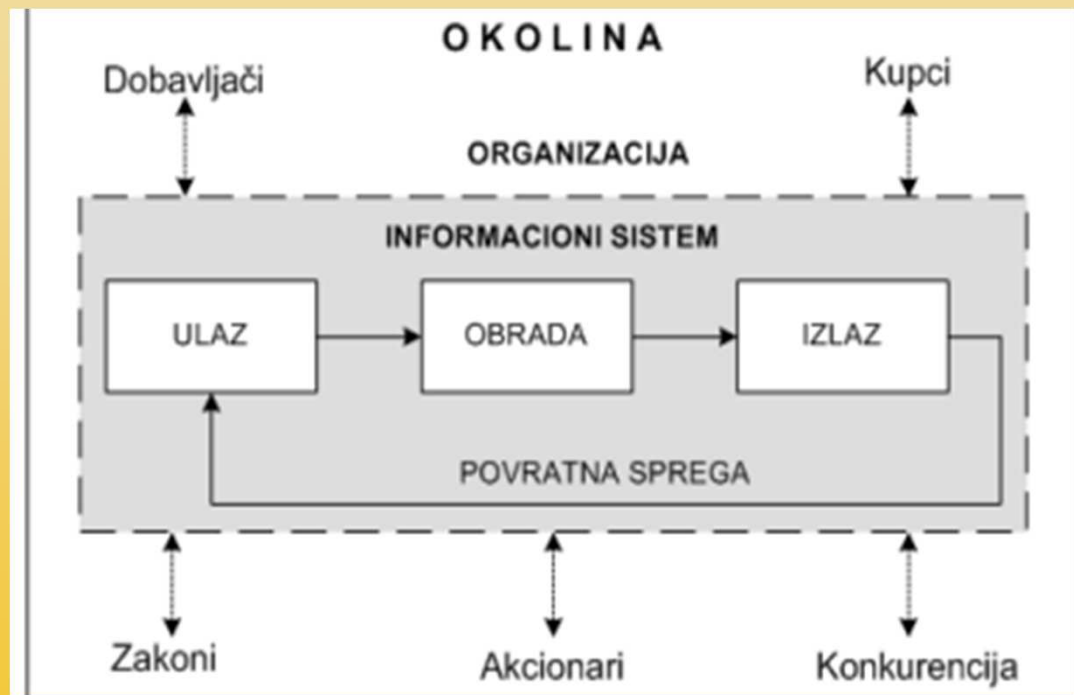 OKOLINA
Dobavljači
Kupci
ORGANIZACIJA
INFORMACIONI SISTEM
ULAZ
OBRADA
IZLAZ
POVRATNA SPREGA
Zakoni
Akcionari
Konkurencija